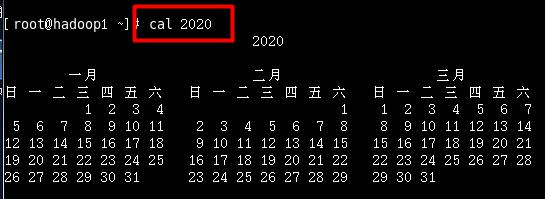 [root@hadoop1 ~]# cal 2020
2020
一月 二月 三月
日 一 二 三 四 五 六 日 一 二 三 四 五 六 日 一 二 三 四 五 六
1 2 3 4 1 1 2 3 4 5 6 7
5 6 7 8 9 10 11 2 3 4 5 6 7 8 8 9 10 11 12 13 14
12 13 14 15 16 17 18 9 10 11 12 13 14 15 15 16 17 18 19 20 21
19 20 21 22 23 24 25 16 17 18 19 20 21 22 22 23 24 25 26 27 28
26 27 28 29 30 31 23 24 25 26 27 28 29 29 30 31